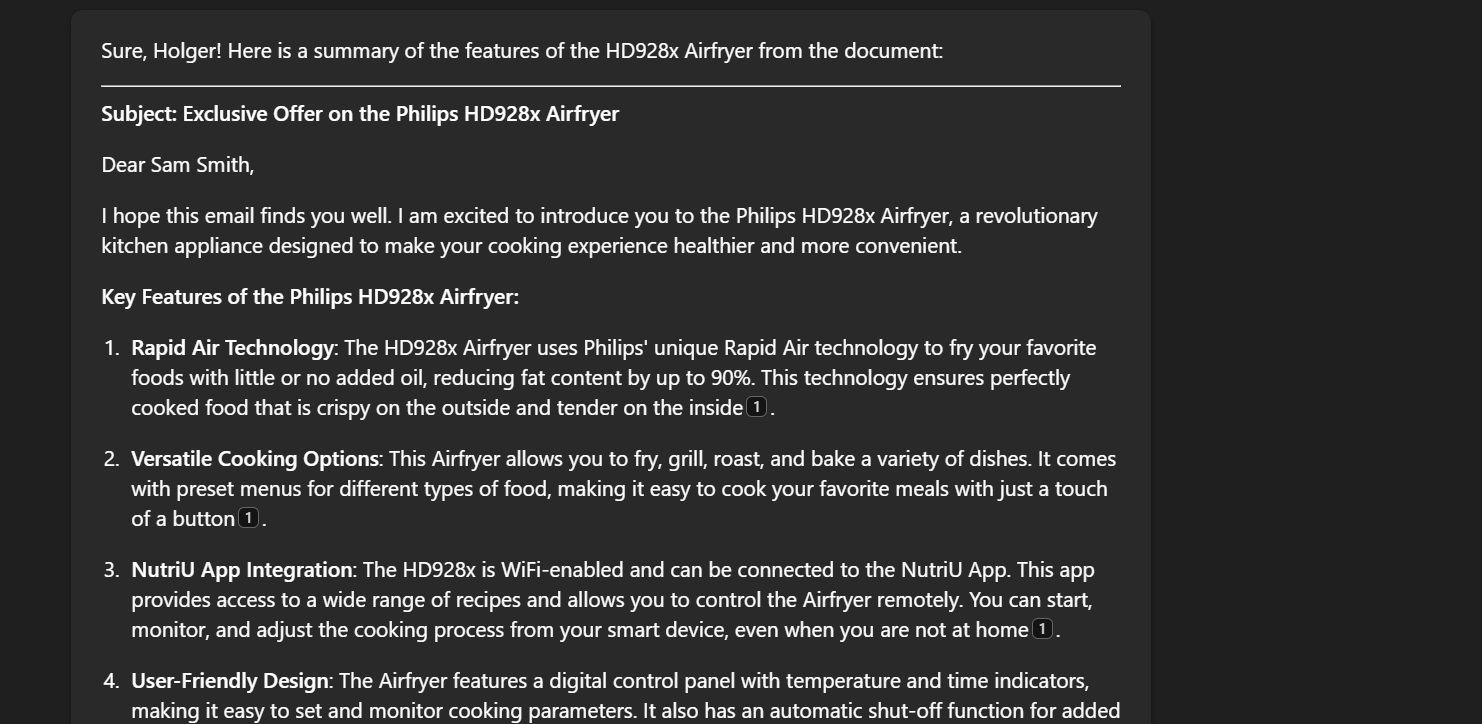 Sure, Holger! Here is a summary of the features of the HD928x Airfryer from the document:
Subject: Exclusive Offer on the Philips HD928x Airfryer
Dear Sam Smith,
I hope this email finds you well. I am excited to introduce you to the Philips HD928x Airfryer, a revolutionary
kitchen appliance designed to make your cooking experience healthier and more convenient.
Key Features of the Philips HD928x Airfryer:
1. Rapid Air Technology: The HD928x Airfryer uses Philips' unique Rapid Air technology to fry your favorite
foods with little or no added oil, reducing fat content by up to 90%. This technology ensures perfectly
cooked food that is crispy on the outside and tender on the inside 1 .
2. Versatile Cooking Options: This Airfryer allows you to fry, grill, roast, and bake a variety of dishes. It comes
with preset menus for different types of food, making it easy to cook your favorite meals with just a touch
of a button 1 .
3. NutriU App Integration: The HD928x is WiFi-enabled and can be connected to the NutriU App. This app
provides access to a wide range of recipes and allows you to control the Airfryer remotely. You can start,
monitor, and adjust the cooking process from your smart device, even when you are not at home 1 .
4. User-Friendly Design: The Airfryer features a digital control panel with temperature and time indicators,
making it easy to set and monitor cooking parameters. It also has an automatic shut-off function for added